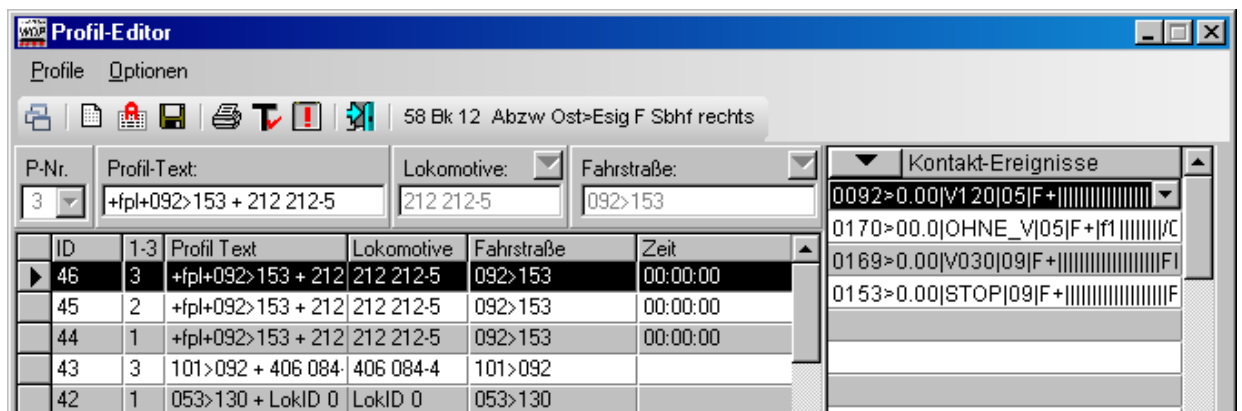 WDP Profil-Editor
Profile Optionen
58 Bk 12 Abzw Ost>Esig F Sbhf rechts
P-Nr. Profil-Text: Lokomotive: Fahrstraße:
3 +fpl+092>153 + 212 212-5 212 212-5 092>153
ID 1-3 Profil Text Lokomotive Fahrstraße Zeit
46 3 +fpl+092>153 + 212 212 212-5 092>153 00:00:00
45 2 +fpl+092>153 + 212 212 212-5 092>153 00:00:00
44 1 +fpl+092>153 + 212 212 212-5 092>153 00:00:00
43 3 101>092 + 406 084- 406 084-4 101>092
42 1 053>130 + LokID 0 LokID 0 053>130
Kontakt-Ereignisse
0092>0.00|V120|05|F+||||||||||||||||||
0170>00.0|OHNE_V|05|F+|f1||||||||/0
0169>0.00|V030|09|F+|||||||||||||||||||F
0153>0.00|STOP|09|F+|||||||||||||||||||F